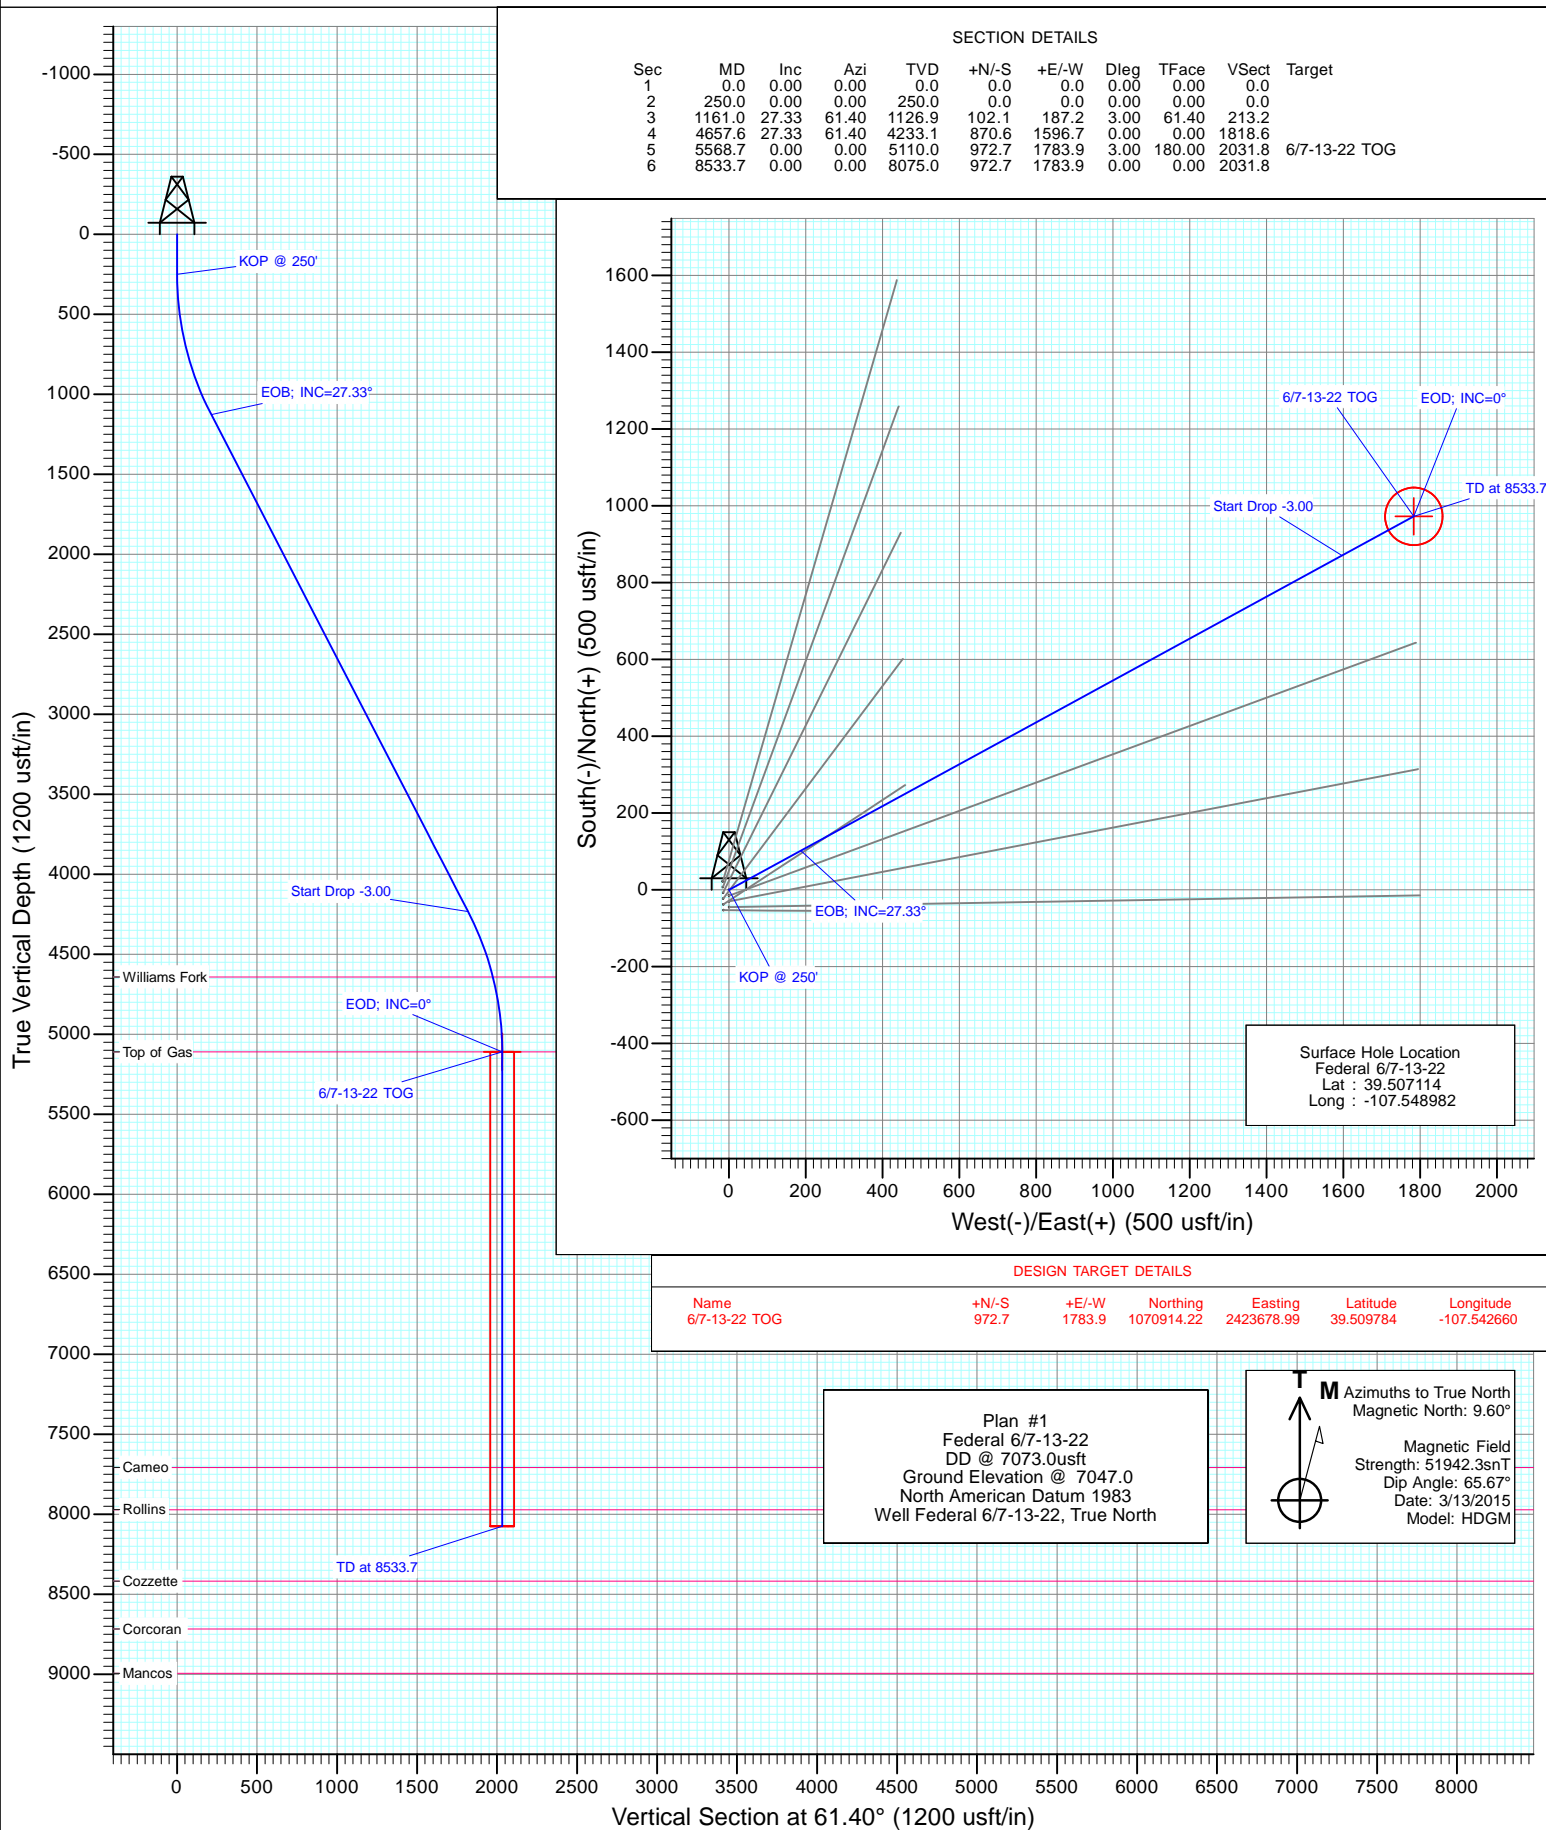 SECTION DETAILS
Sec MD Inc Azi TVD +N/-S +E/-W Dleg TFace VSect Target
1 0.0 0.00 0.00 0.0 0.0 0.0 0.00 0.00 0.0
2 250.0 0.00 0.00 250.0 0.0 0.0 0.00 0.00 0.0
3 1161.0 27.33 61.40 1126.9 102.1 187.2 3.00 61.40 213.2
4 4657.6 27.33 61.40 4233.1 870.6 1596.7 0.00 0.00 1818.6
5 5568.7 0.00 0.00 5110.0 972.7 1783.9 3.00 180.00 2031.8 6/7-13-22 TOG
6 8533.7 0.00 0.00 8075.0 972.7 1783.9 0.00 0.00 2031.8
True Vertical Depth (1200 usft/in)
-1000
-500
0
500
1000
1500
2000
2500
3000
3500
4000
4500
5000
5500
6000
6500
7000
7500
8000
8500
9000
KOP @ 250'
EOB; INC=27.33°
Start Drop -3.00
Williams Fork
EOD; INC=0°
Top of Gas
6/7-13-22 TOG
Cameo
Rollins
TD at 8533.7
Cozzette
Corcoran
Mancos
0 500 1000 1500 2000 2500 3000 3500 4000 4500 5000 5500 6000 6500 7000 7500 8000
Vertical Section at 61.40° (1200 usft/in)
South(-)/North(+) (500 usft/in)
1600
1400
1200
1000
800
600
400
200
0
-200
-400
-600
6/7-13-22 TOG
EOD; INC=0°
TD at 8533.7
Start Drop -3.00
EOB; INC=27.33°
KOP @ 250'
0 200 400 600 800 1000 1200 1400 1600 1800 2000
West(-)/East(+) (500 usft/in)
Surface Hole Location
Federal 6/7-13-22
Lat : 39.507114
Long : -107.548982
DESIGN TARGET DETAILS
Name +N/-S +E/-W Northing Easting Latitude Longitude
6/7-13-22 TOG 972.7 1783.9 1070914.22 2423678.99 39.509784 -107.542660
Plan #1
Federal 6/7-13-22
DD @ 7073.0usft
Ground Elevation @ 7047.0
North American Datum 1983
Well Federal 6/7-13-22, True North
T
M
Azimuths to True North
Magnetic North: 9.60°
Magnetic Field
Strength: 51942.3snT
Dip Angle: 65.67°
Date: 3/13/2015
Model: HDGM